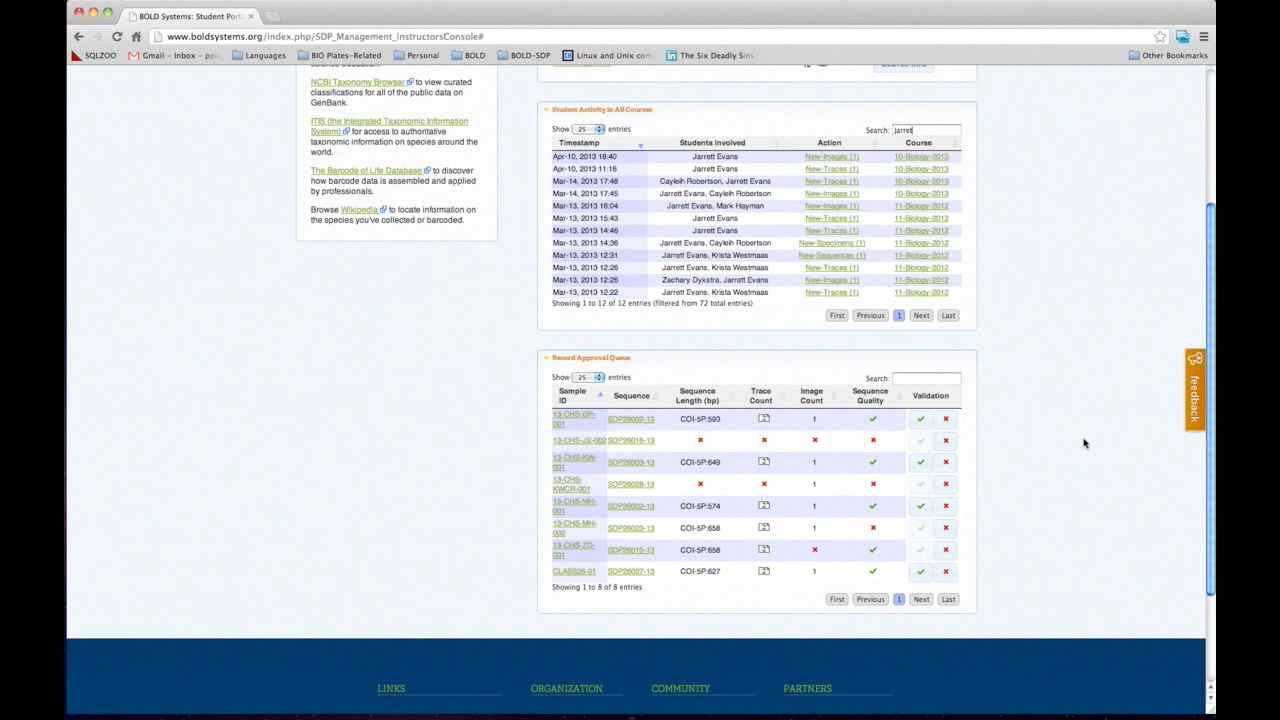 BOLD Systems: Student Port
www.boldsystems.org/index.php/SDP_Management_InstructorsConsole#
SQLZOO Gmail – Inbox – ppi Languages BIO Plates-Related Personal BOLD BOLD-SDP Linux and Unix com The Six Deadly Sins Other Bookmarks
NCBI Taxonomy Browser to view curated
classifications for all of the public data on
GenBank.
ITIS (the Integrated Taxonomic Information
System) for access to authoritative
taxonomic information on species around the
world.
The Barcode of Life Database to discover
how barcode data is assembled and applied
by professionals.
Browse Wikipedia to locate information on
the species you've collected or barcoded.
Student Activity in All Courses
Show 25 entries Search: Jarret
Timestamp Students Involved Action Course
Apr-10, 2013 18:40 Jarrett Evans New-Images (1) 10-Biology-2013
Apr-10, 2013 11:16 Jarrett Evans New-Traces (1) 10-Biology-2013
Mar-14, 2013 17:46 Cayleih Robertson, Jarrett Evans New-Traces (1) 10-Biology-2013
Mar-14, 2013 17:45 Jarrett Evans, Cayleih Robertson New-Images (1) 10-Biology-2013
Mar-13, 2013 16:04 Jarrett Evans, Mark Hayman New-Images (1) 11-Biology-2012
Mar-13, 2013 15:43 Jarrett Evans New-Traces (1) 11-Biology-2012
Mar-13, 2013 14:46 Jarrett Evans New-Traces (1) 11-Biology-2012
Mar-13, 2013 14:36 Jarrett Evans, Cayleih Robertson New-Specimens (1) 11-Biology-2012
Mar-13, 2013 12:31 Jarrett Evans, Krista Westmaas New-Sequences (1) 11-Biology-2012
Mar-13, 2013 12:26 Jarrett Evans, Krista Westmaas New-Traces (1) 11-Biology-2012
Mar-13, 2013 12:25 Zachary Dykstra, Jarrett Evans New-Images (1) 11-Biology-2012
Mar-13, 2013 12:22 Jarrett Evans, Krista Westmaas New-Traces (1) 11-Biology-2012
Showing 1 to 12 of 12 entries (filtered from 72 total entries)
First Previous 1 Next Last
Record Approval Queue
Show 25 entries Search:
Sample ID Sequence Sequence Length (bp) Trace Count Image Count Sequence Quality Validation
13-CHS-DP-001 SDP26002-13 COI-5P:593 2 1
13-CHS-JE-002 SDP26016-13
13-CHS-KW-001 SDP26003-13 COI-5P:649 2 1
13-CHS-KWCR-001 SDP26028-13 2 1
13-CHS-MH-001 SDP26002-13 COI-5P:574 2 1
13-CHS-MH-002 SDP26023-13 COI-5P:658 2 1
13-CHS-ZD-001 SDP26019-13 COI-5P:658 2
CLASS26-01 SDP26027-13 COI-5P:627 2 1
Showing 1 to 8 of 8 entries
First Previous 1 Next Last
feedback
LINKS ORGANIZATION COMMUNITY PARTNERS